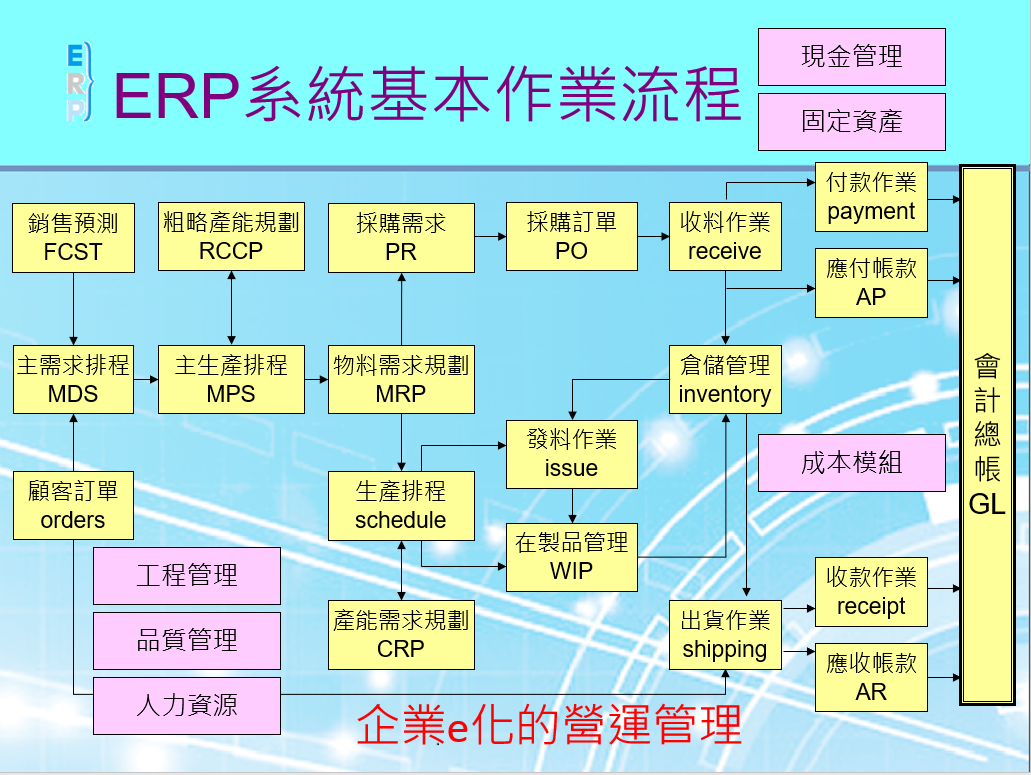 ERP
ERP系統基本作業流程
現金管理
固定資產
銷售預測
FCST
粗略產能規劃
RCCP
採購需求
PR
採購訂單
PO
收料作業
receive
付款作業
payment
應付帳款
AP
主需求排程
MDS
主生產排程
MPS
物料需求規劃
MRP
倉儲管理
inventory
會計總帳
GL
發料作業
issue
成本模組
顧客訂單
orders
生產排程
schedule
在製品管理
WIP
工程管理
品質管理
人力資源
產能需求規劃
CRP
出貨作業
shipping
收款作業
receipt
應收帳款
AR
企業e化的營運管理